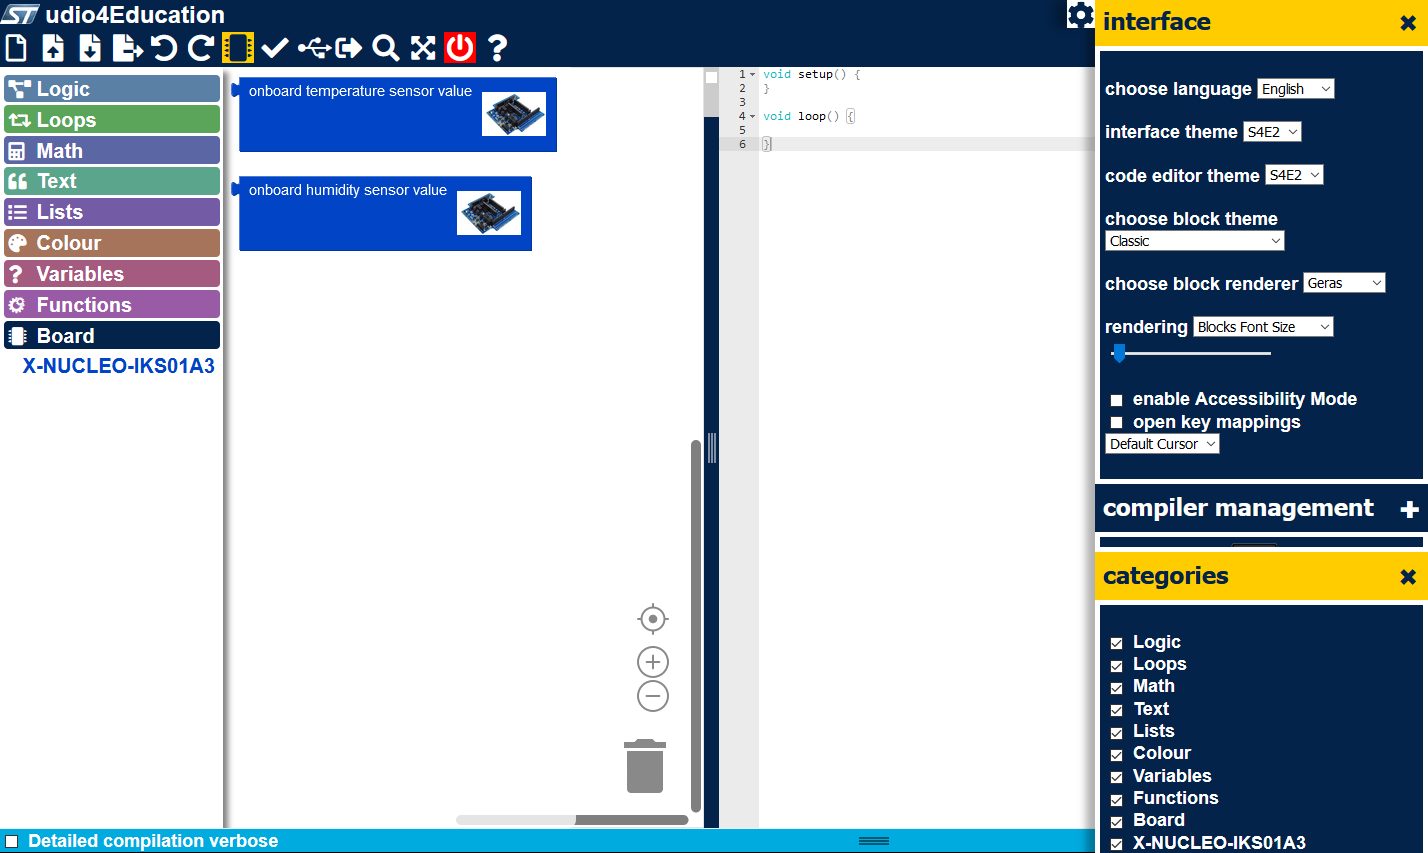 ST udio4Education
Logic
Loops
Math
Text
Lists
Colour
Variables
Functions
Board
X-NUCLEO-IKS01A3
onboard temperature sensor value
onboard humidity sensor value
1 void setup() {
2 }
3
4 void loop() {
5
6 }
interface
choose language English
interface theme S4E2
code editor theme S4E2
choose block theme
Classic
choose block renderer Geras
rendering Blocks Font Size
enable Accessibility Mode
open key mappings
Default Cursor
compiler management
categories
Logic
Loops
Math
Text
Lists
Colour
Variables
Functions
Board
X-NUCLEO-IKS01A3
Detailed compilation verbose